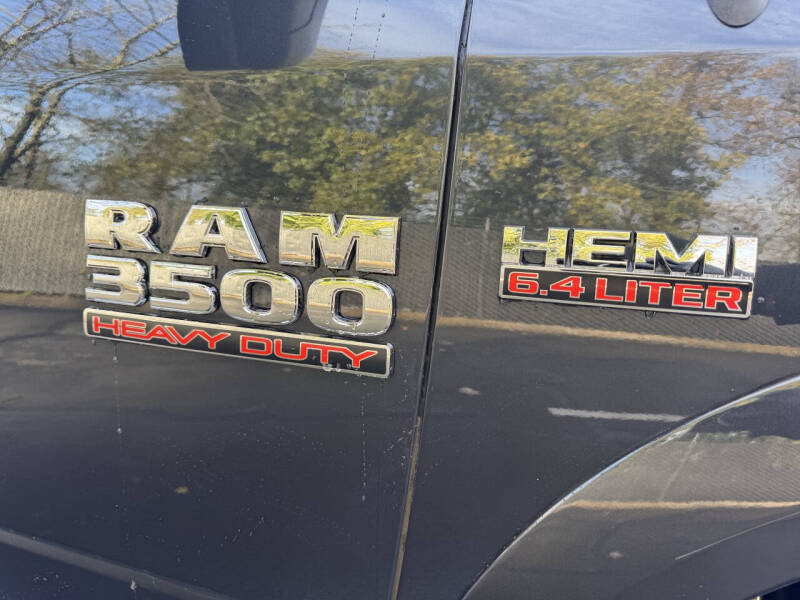 RAM
3500
HEAVY DUTY
HEMI
6.4 LITER